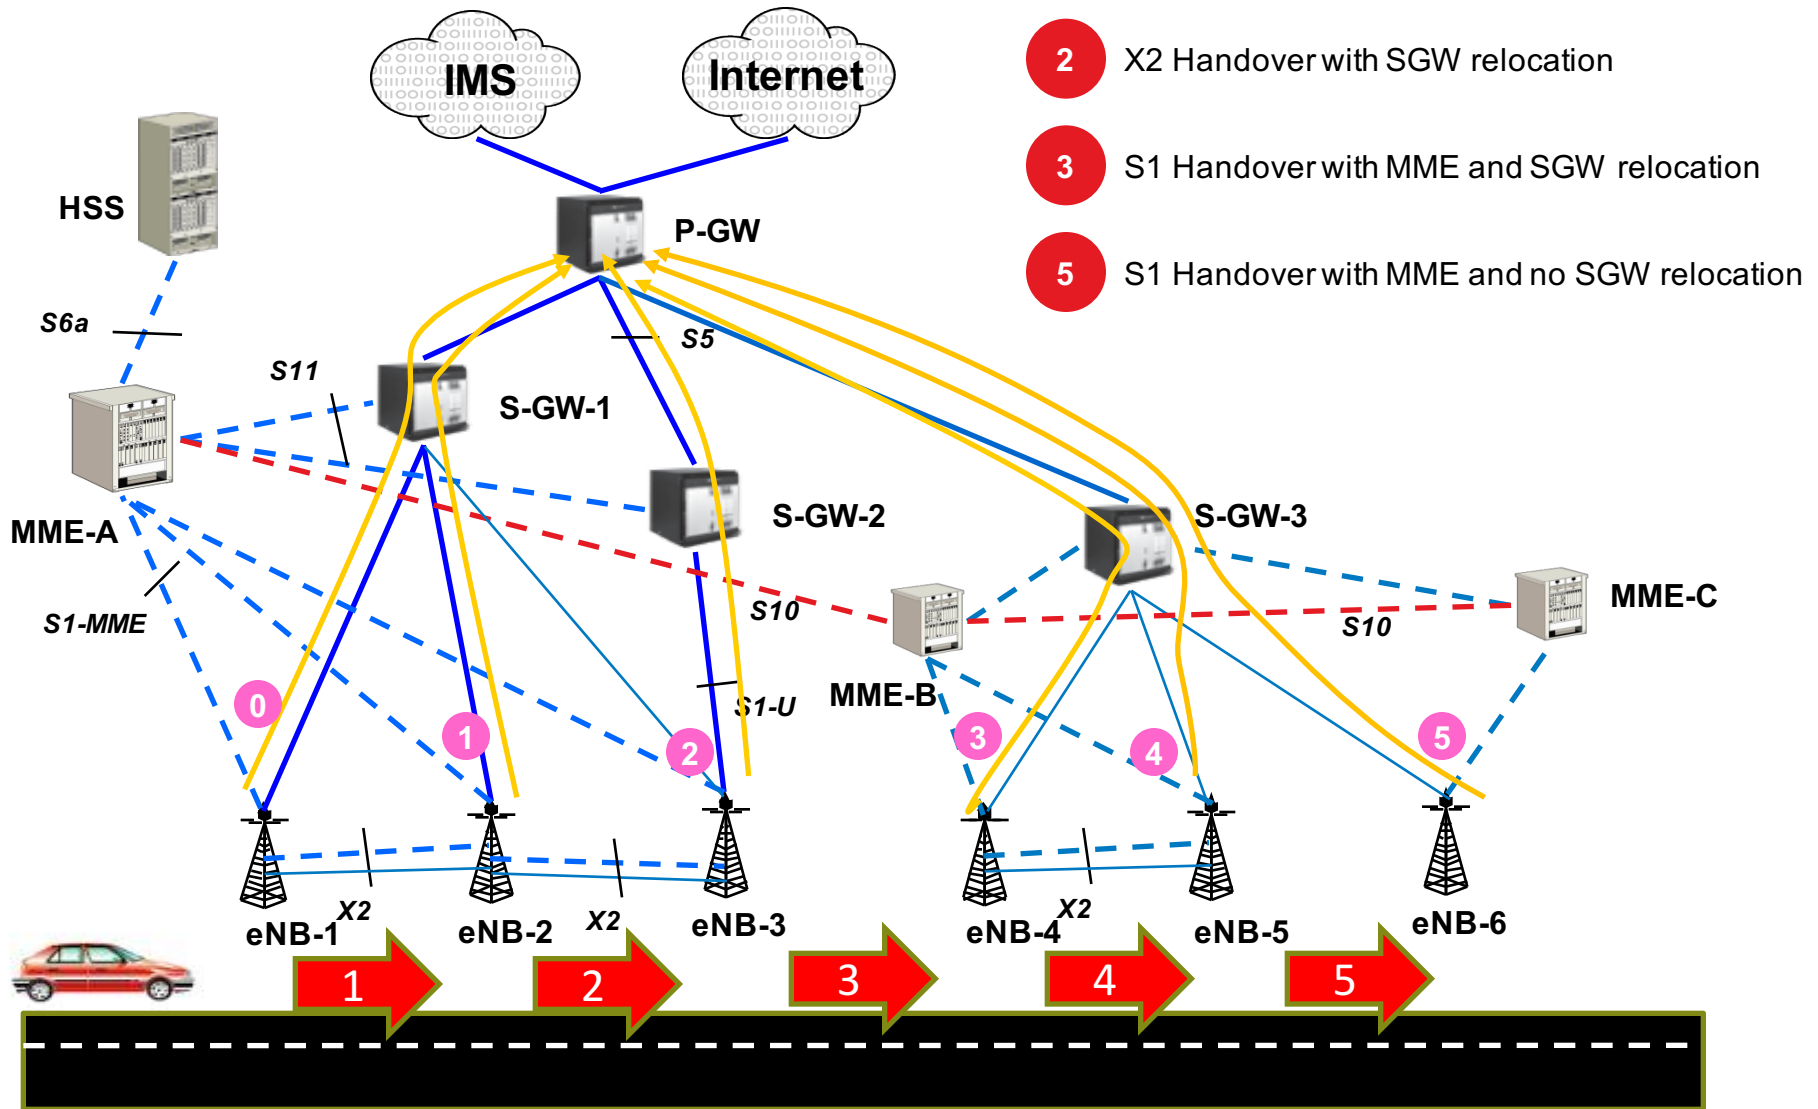 IMS
Internet
2 X2 Handover with SGW relocation
3 S1 Handover with MME and SGW relocation
5 S1 Handover with MME and no SGW relocation
HSS
P-GW
S6a
S5
S11
S-GW-1
S-GW-2
S-GW-3
MME-A
S1-MME
S10
S10
MME-C
MME-B
S1-U
0
1
2
3
4
5
X2
X2
X2
eNB-1
eNB-2
eNB-3
eNB-4
eNB-5
eNB-6
1
2
3
4
5